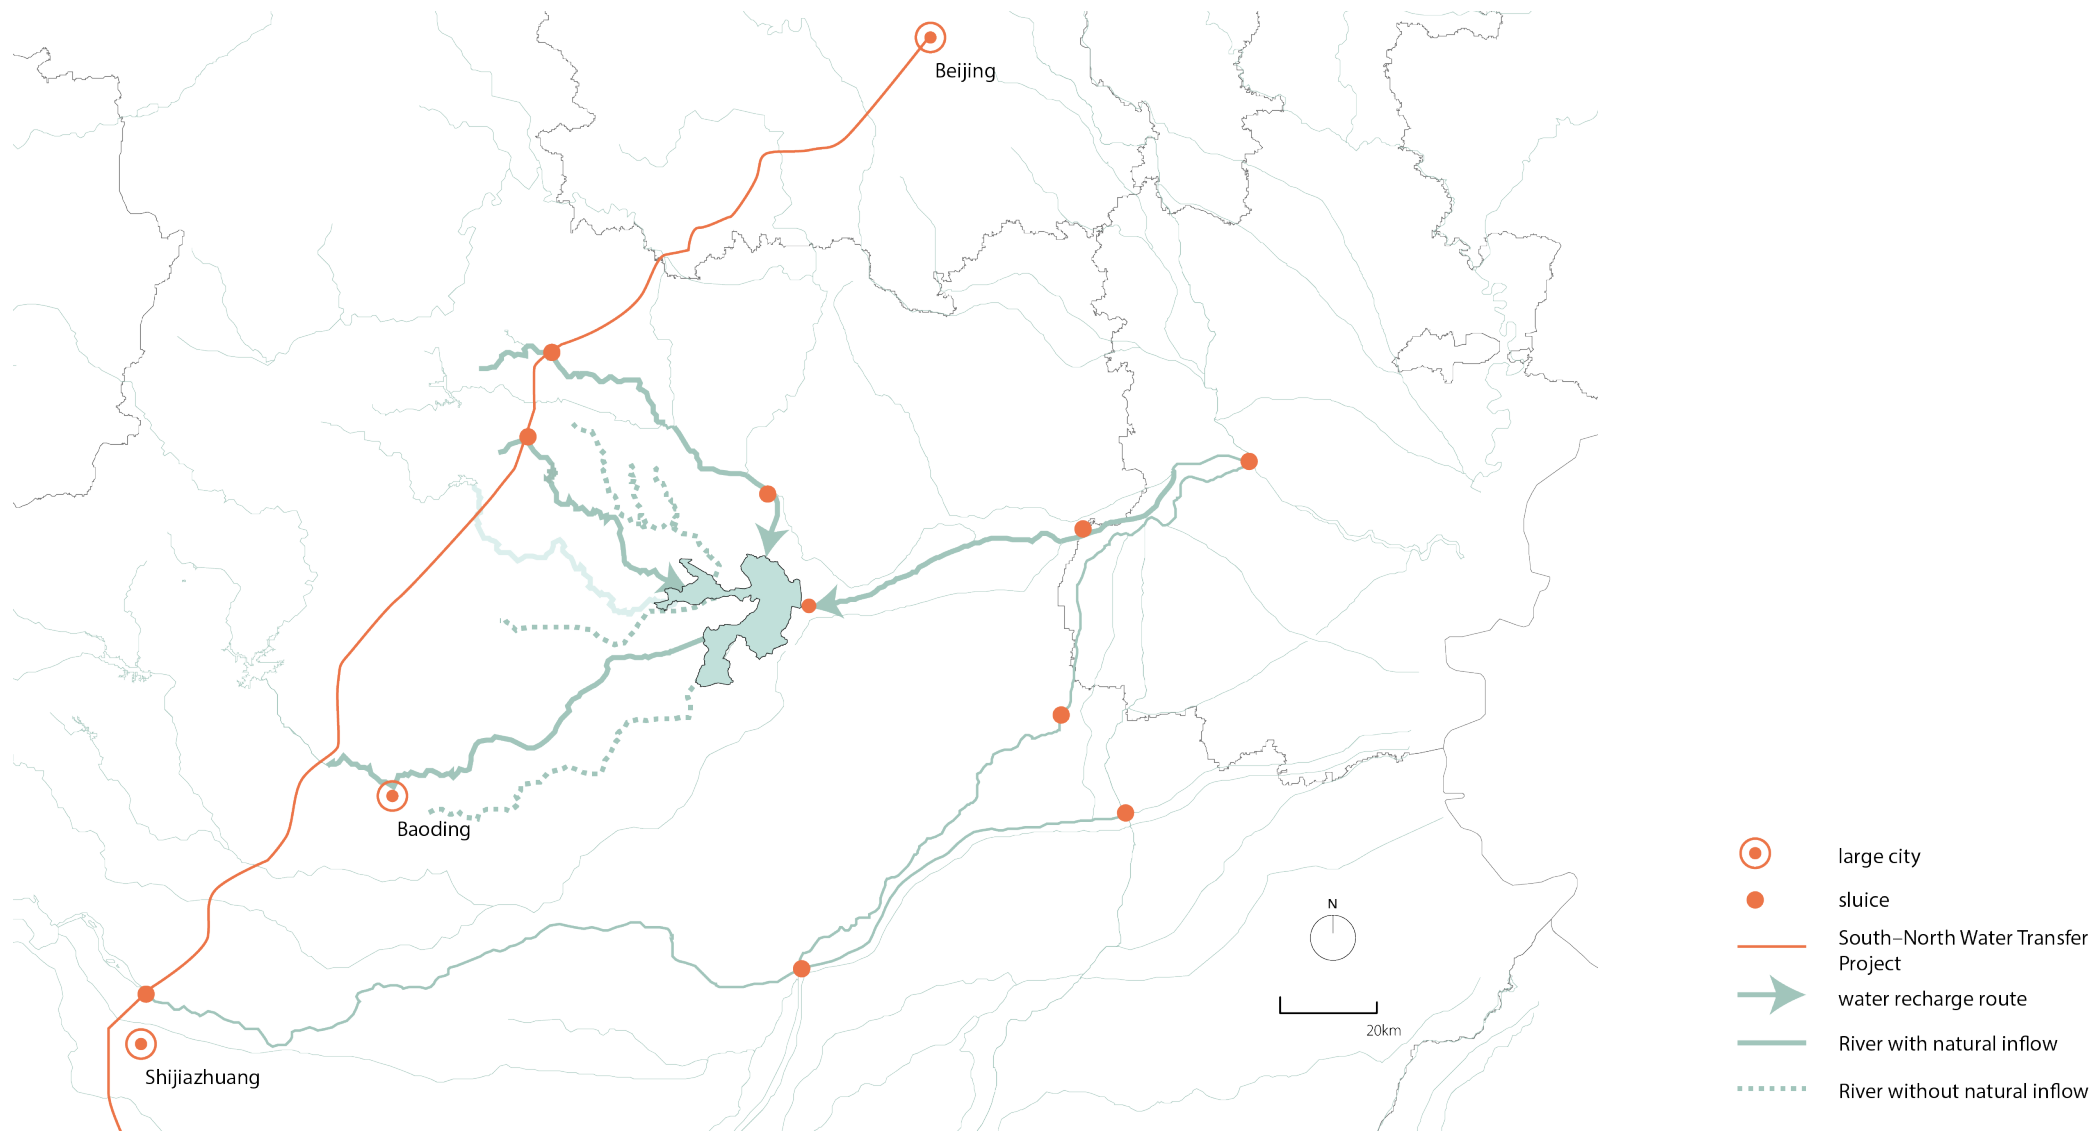 Beijing
Baoding
Shijiazhuang
N
20km
large city
sluice
South–North Water Transfer
Project
water recharge route
River with natural inflow
River without natural inflow